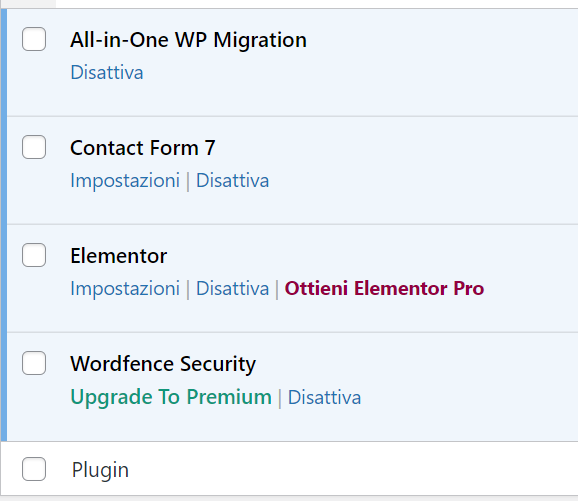 All-in-One WP Migration
Disattiva
Contact Form 7
Impostazioni | Disattiva
Elementor
Impostazioni | Disattiva | Ottieni Elementor Pro
Wordfence Security
Upgrade To Premium | Disattiva
Plugin